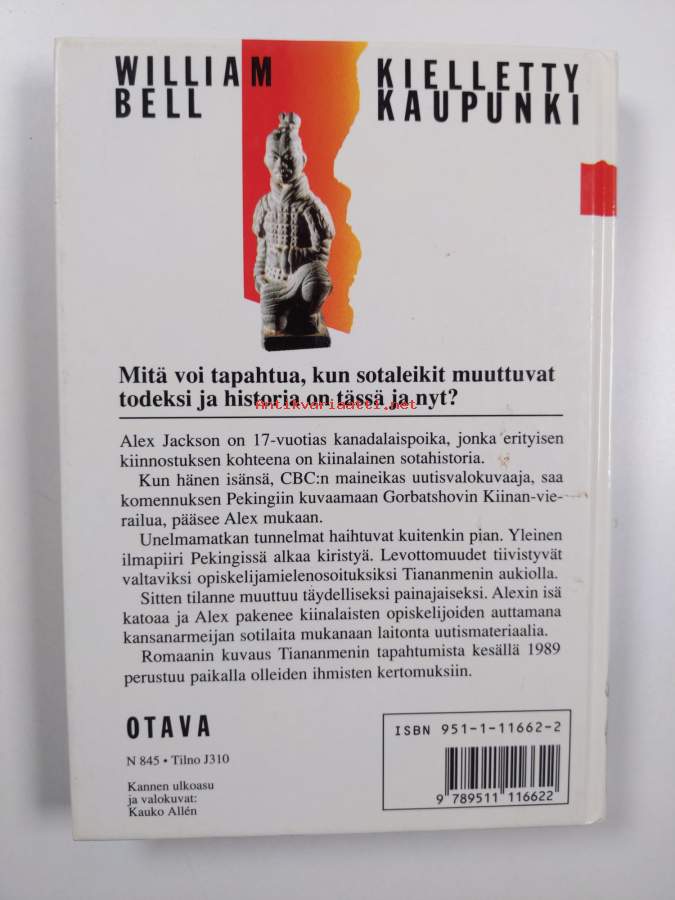 WILLIAM BELL
KIELLETTY KAUPUNKI
Mitä voi tapahtua, kun sotaleikit muuttuvat
todeksi ja historia on tässä ja nyt?
Antikvariaatti.net
Alex Jackson on 17-vuotias kanadalaispoika, jonka erityisen
kiinnostuksen kohteena on kiinalainen sotahistoria.
Kun hänen isänsä, CBC:n maineikas uutisvalokuvaaja, saa
komennuksen Pekingiin kuvaamaan Gorbatshovin Kiinan-vie-
railua, pääsee Alex mukaan.
Unelmamatkan tunnelmat haihtuvat kuitenkin pian. Yleinen
ilmapiiri Pekingissä alkaa kiristyä. Levottomuudet tiivistyvät
valtaviksi opiskelijamielenosoituksiksi Tiananmenin aukiolla.
Sitten tilanne muuttuu täydelliseksi painajaiseksi. Alexin isä
katoaa ja Alex pakenee kiinalaisten opiskelijoiden auttamana
kansanarmeijan sotilaita mukanaan laitonta uutismateriaalia.
Romaanin kuvaus Tiananmenin tapahtumista kesällä 1989
perustuu paikalla olleiden ihmisten kertomuksiin.
OTAVA
N 845 • Tilno J310
Kannen ulkoasu
ja valokuvat:
Kauko Allén
ISBN 951-1-11662-2
9 789511 116622